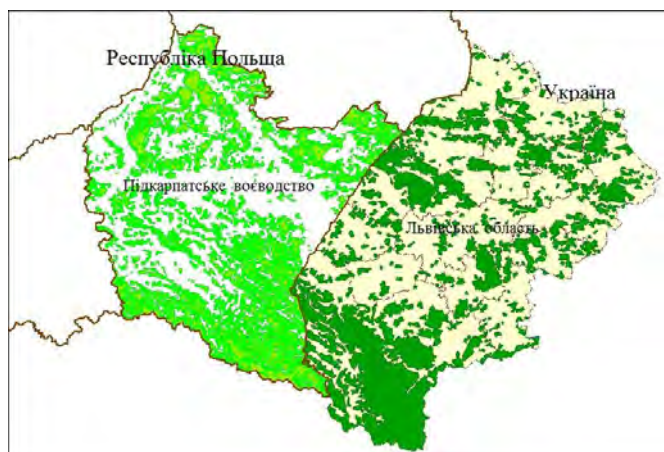 Республіка Польща
Україна
Підкарпатське воєводство
Львівська область